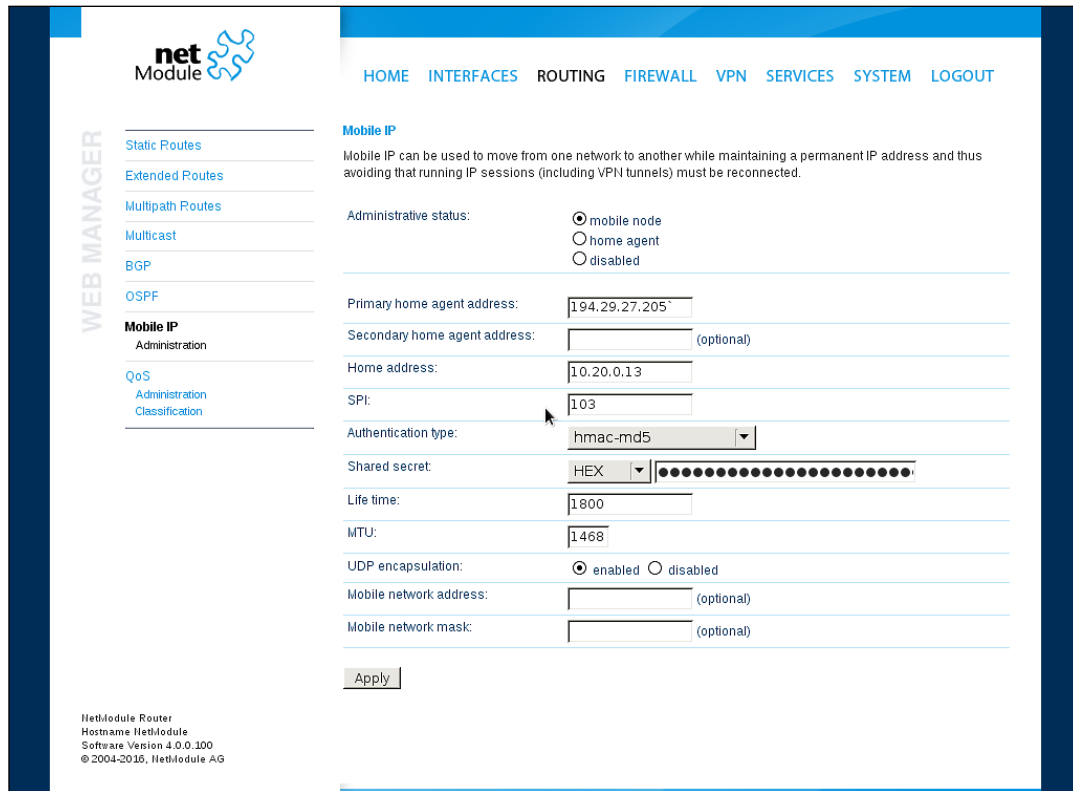 net
Module
HOME INTERFACES ROUTING FIREWALL VPN SERVICES SYSTEM LOGOUT
WEB MANAGER
Static Routes
Extended Routes
Multipath Routes
Multicast
BGP
OSPF
Mobile IP
Administration
QoS
Administration
Classification
Mobile IP
Mobile IP can be used to move from one network to another while maintaining a permanent IP address and thus
avoiding that running IP sessions (including VPN tunnels) must be reconnected.
Administrative status:
mobile node
home agent
disabled
Primary home agent address: 194.29.27.205`
Secondary home agent address: (optional)
Home address: 10.20.0.13
SPI: 103
Authentication type: hmac-md5
Shared secret: HEX
Life time: 1800
MTU: 1468
UDP encapsulation: enabled disabled
Mobile network address: (optional)
Mobile network mask: (optional)
Apply
NetModule Router
Hostname NetModule
Software Version 4.0.0.100
© 2004-2016, NetModule AG